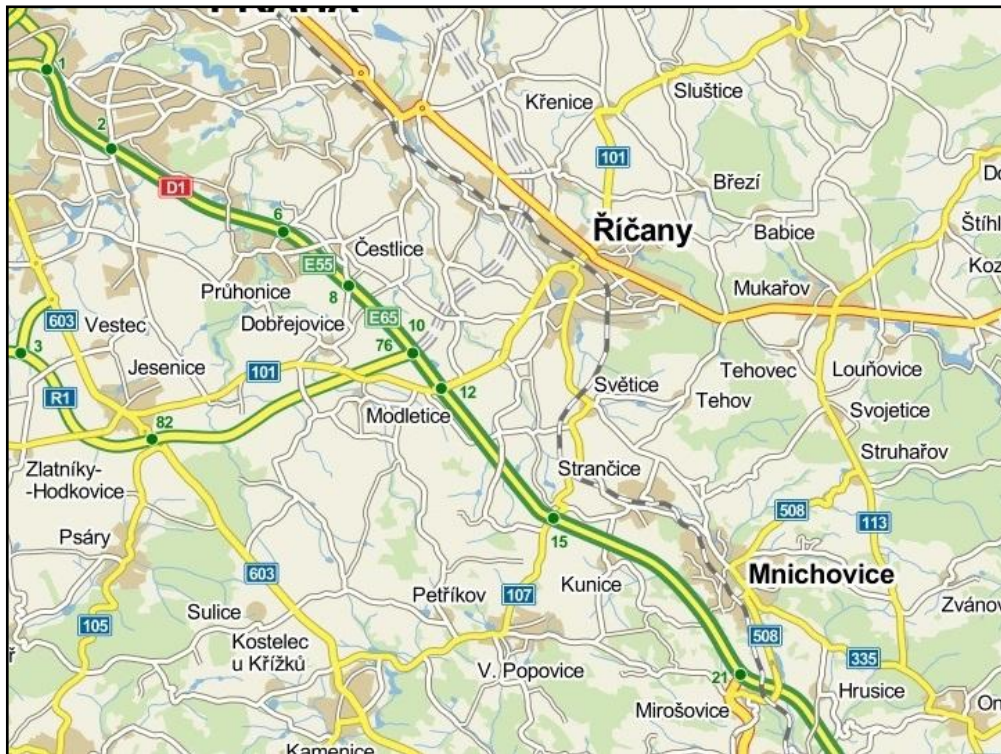 PRAHA
1
Křenice
Sluštice
2
101
D1
Březí
6
Říčany
Babice
Čestlice
E55
Průhonice
8
Mukařov
603
Vestec
Dobřejovice
E65
10
3
76
Jesenice
101
R1
12
Světice
Tehovec
Louňovice
Modletice
Tehov
Svojetice
82
Struhařov
Zlatníky-
-Hodkovice
Strančice
508
113
Psáry
15
603
Kunice
Mnichovice
Petříkov
107
Sulice
105
Kostelec
u Křížků
508
335
V. Popovice
21
Hrusice
Mirošovice
Kamenice